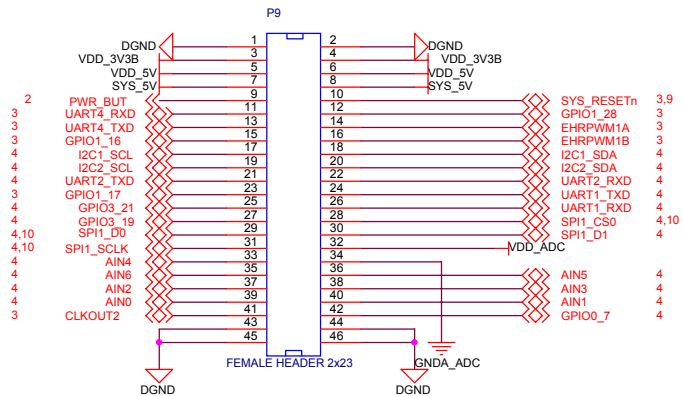 P9
DGND 1 2 DGND
VDD_3V3B 3 4 VDD_3V3B
VDD_5V 5 6 VDD_5V
SYS_5V 7 8 SYS_5V
2 PWR_BUT 9 10 SYS_RESETn 3,9
3 UART4_RXD 11 12 GPIO1_28 3
3 UART4_TXD 13 14 EHRPWM1A 3
3 GPIO1_16 15 16 EHRPWM1B 3
4 I2C1_SCL 17 18 I2C1_SDA 4
4 I2C2_SCL 19 20 I2C2_SDA 4
4 UART2_TXD 21 22 UART2_RXD 4
3 GPIO1_17 23 24 UART1_TXD 4
4 GPIO3_21 25 26 UART1_RXD 4
4 GPIO3_19 27 28 SPI1_CS0 4,10
4,10 SPI1_D0 29 30 SPI1_D1 4
4,10 SPI1_SCLK 31 32 VDD_ADC
4 AIN4 33 34
4 AIN6 35 36 AIN5 4
4 AIN2 37 38 AIN3 4
4 AIN0 39 40 AIN1 4
3 CLKOUT2 41 42 GPIO0_7 4
43 44
45 46
FEMALE HEADER 2x23 GNDA_ADC
DGND DGND